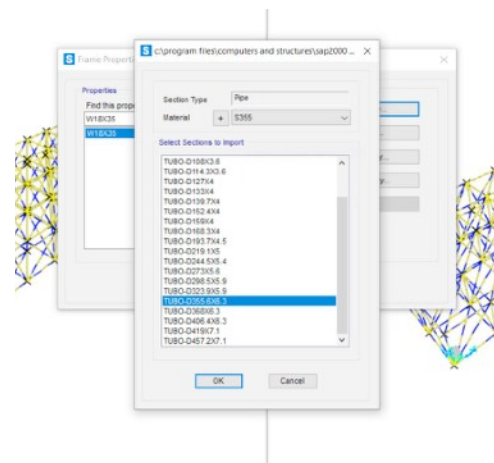 c:\program files\computers and structures\sap2000 ...
Frame Properti
Properties
Find this prope
W18X35
W18X35
Section Type
Pipe
Material
+
S355
Select Sections to Import
TUBO-D108X3.6
TUBO-D114.3X3.6
TUBO-D127X4
TUBO-D133X4
TUBO-D139.7X4
TUBO-D152.4X4
TUBO-D159X4
TUBO-D168.3X4
TUBO-D193.7X4.5
TUBO-D219.1X5
TUBO-D244.5X5.4
TUBO-D273X5.6
TUBO-D298.5X5.9
TUBO-D323.9X5.9
TUBO-D355.6X6.3
TUBO-D368X6.3
TUBO-D406.4X6.3
TUBO-D419X7.1
TUBO-D457.2X7.1
OK
Cancel